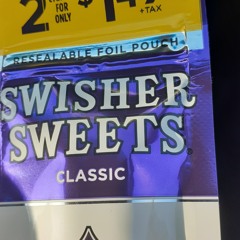 2
FOR
ONLY
$
+TAX
RESEALABLE FOIL POUCH
SWISHER
SWEETS
CLASSIC